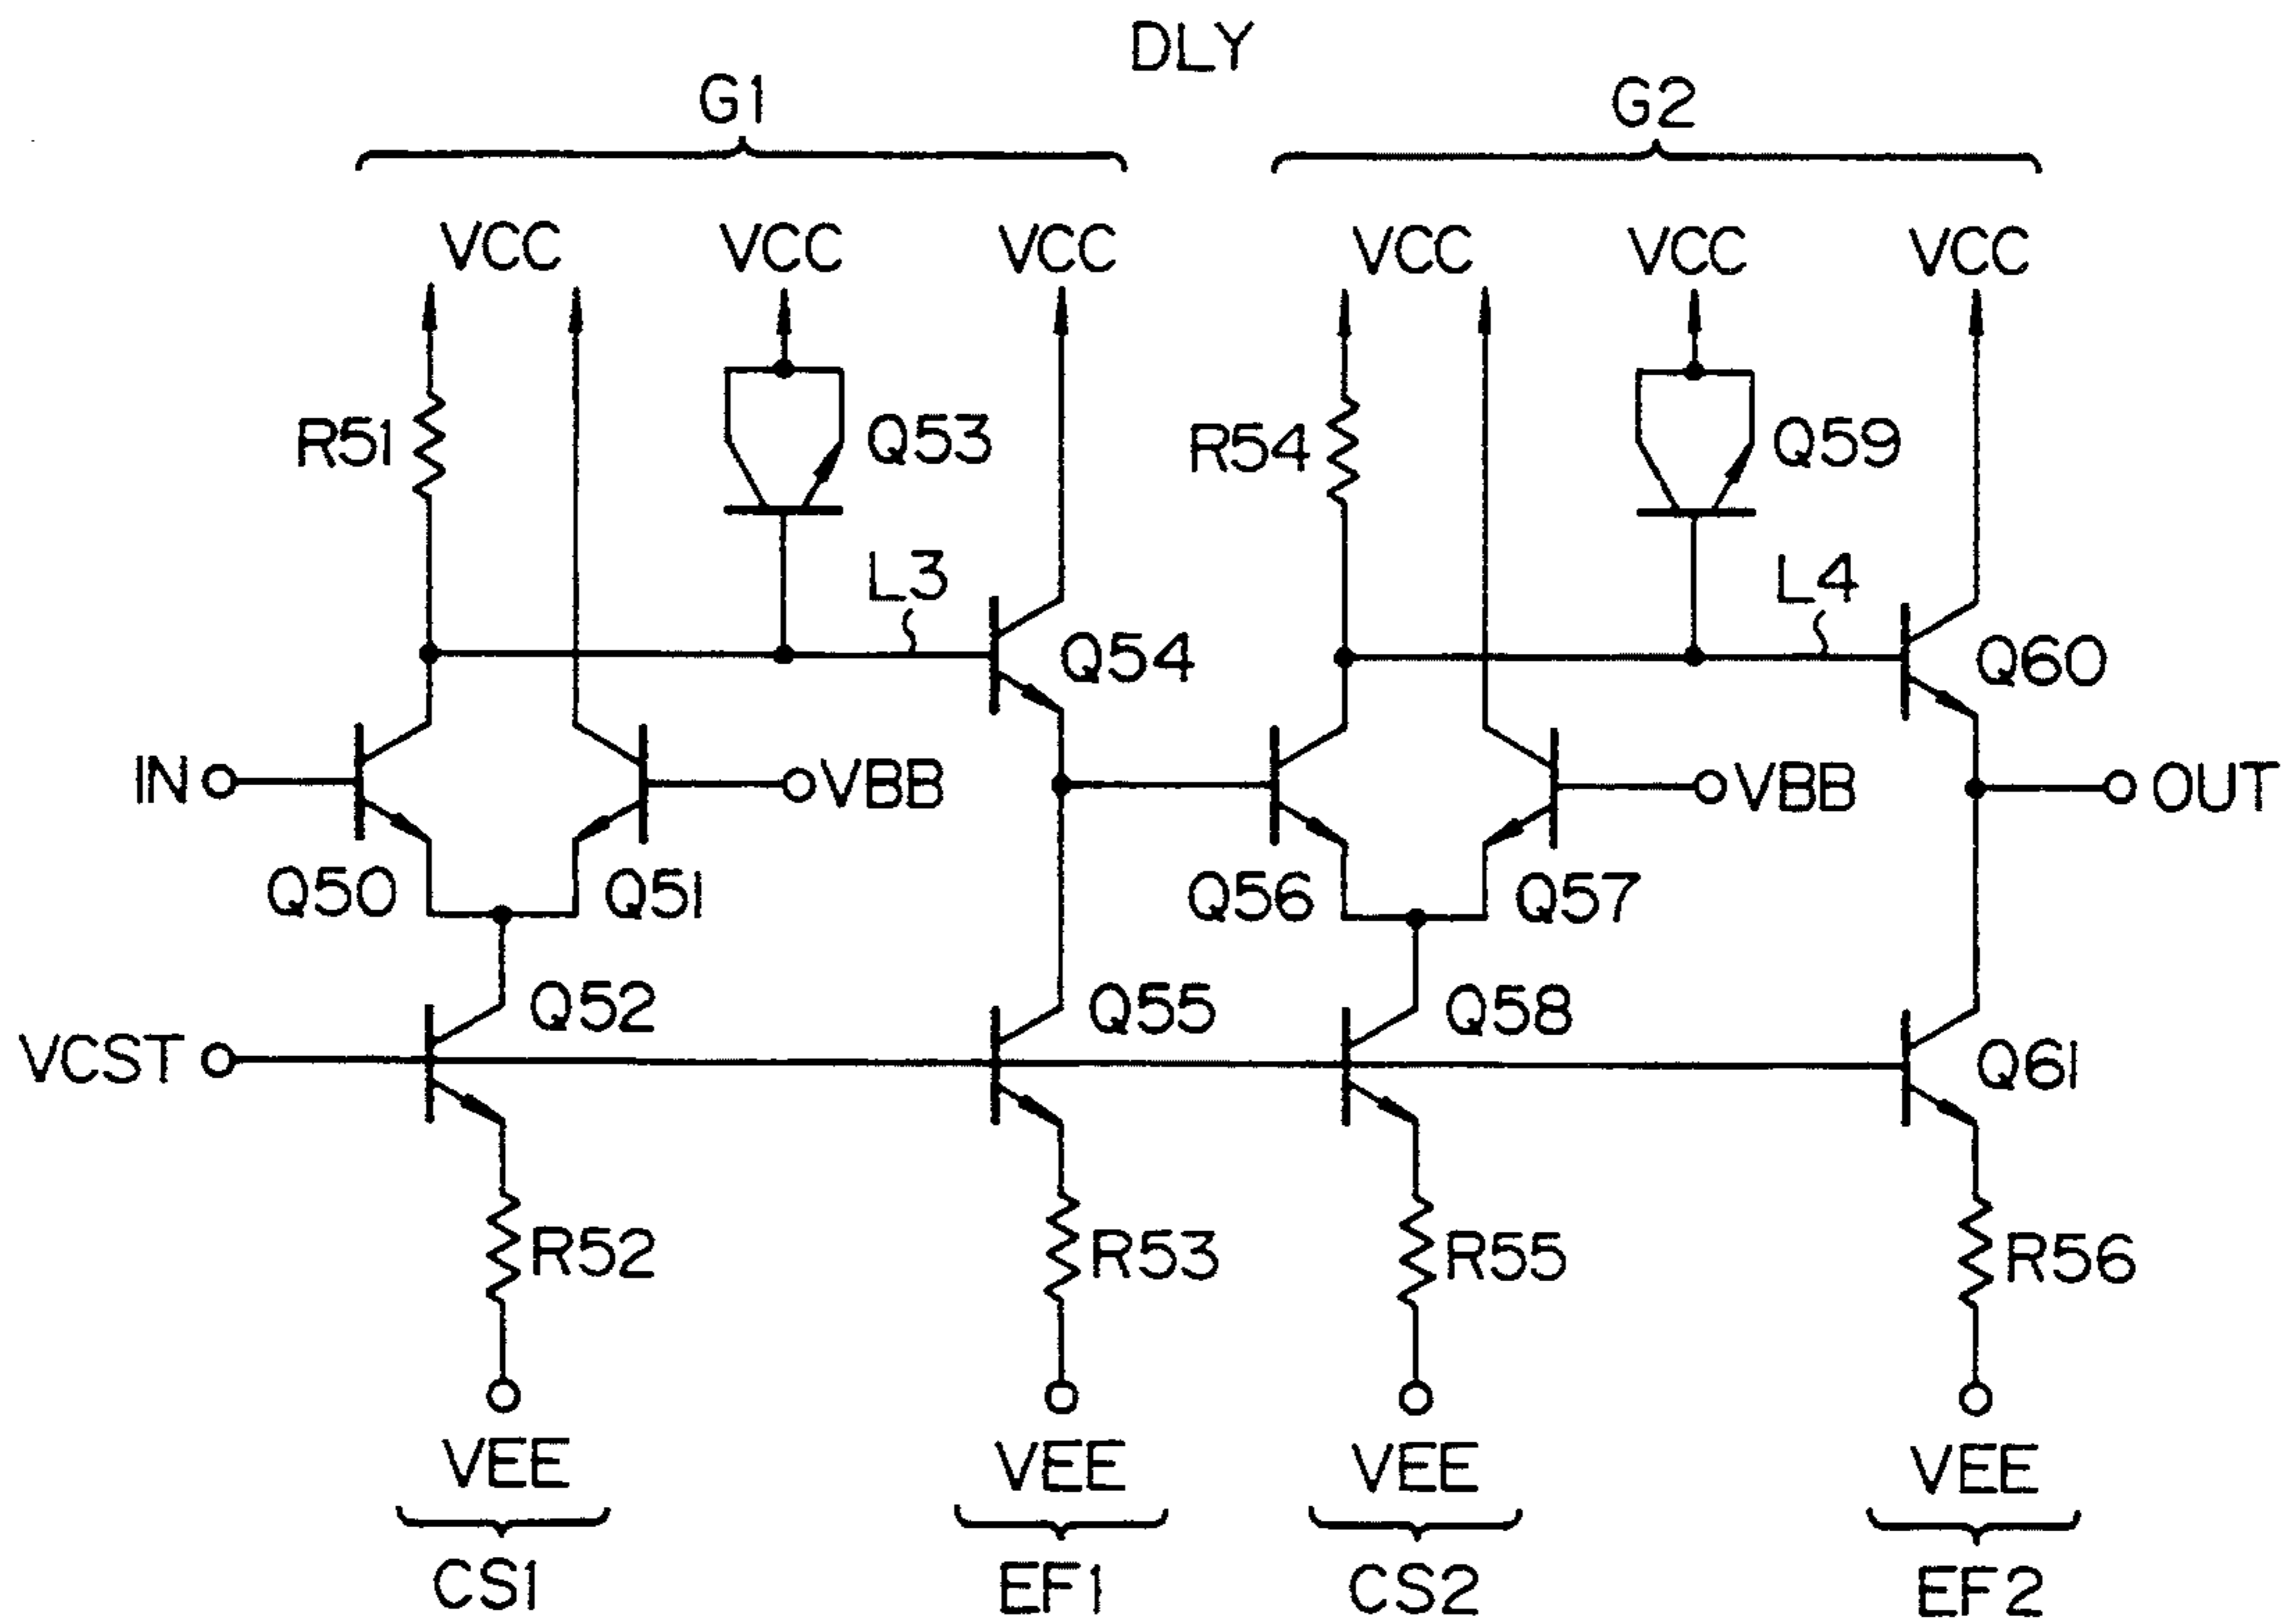 DLY
G1 G2
VCC VCC VCC VCC VCC VCC
R51 Q53 R54 Q59
L3 L4
Q54 Q60
IN VBB VBB OUT
Q50 Q51 Q56 Q57
Q52 Q55 Q58
VCST Q61
R52 R53 R55 R56
VEE VEE VEE VEE
CS1 EF1 CS2 EF2